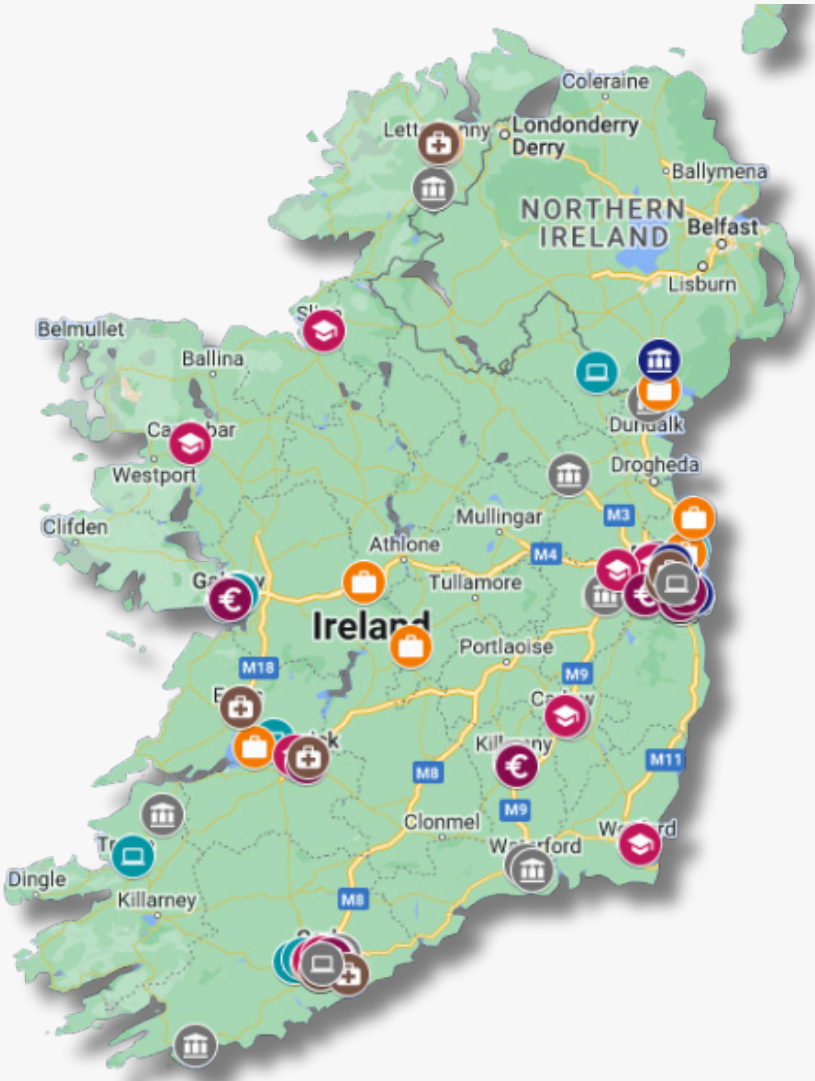 Coleraine
Londonderry
Derry
Ballymena
NORTHERN
IRELAND
Belfast
Lisburn
Belmullet
Ballina
Westport
Dundalk
Drogheda
Clifden
M3
Mullingar
Athlone
M4
€
Tullamore
€
Ireland
Portlaoise
M18
M9
€
M11
M8
M9
Clonmel
Waterford
Dingle
Killarney
M8